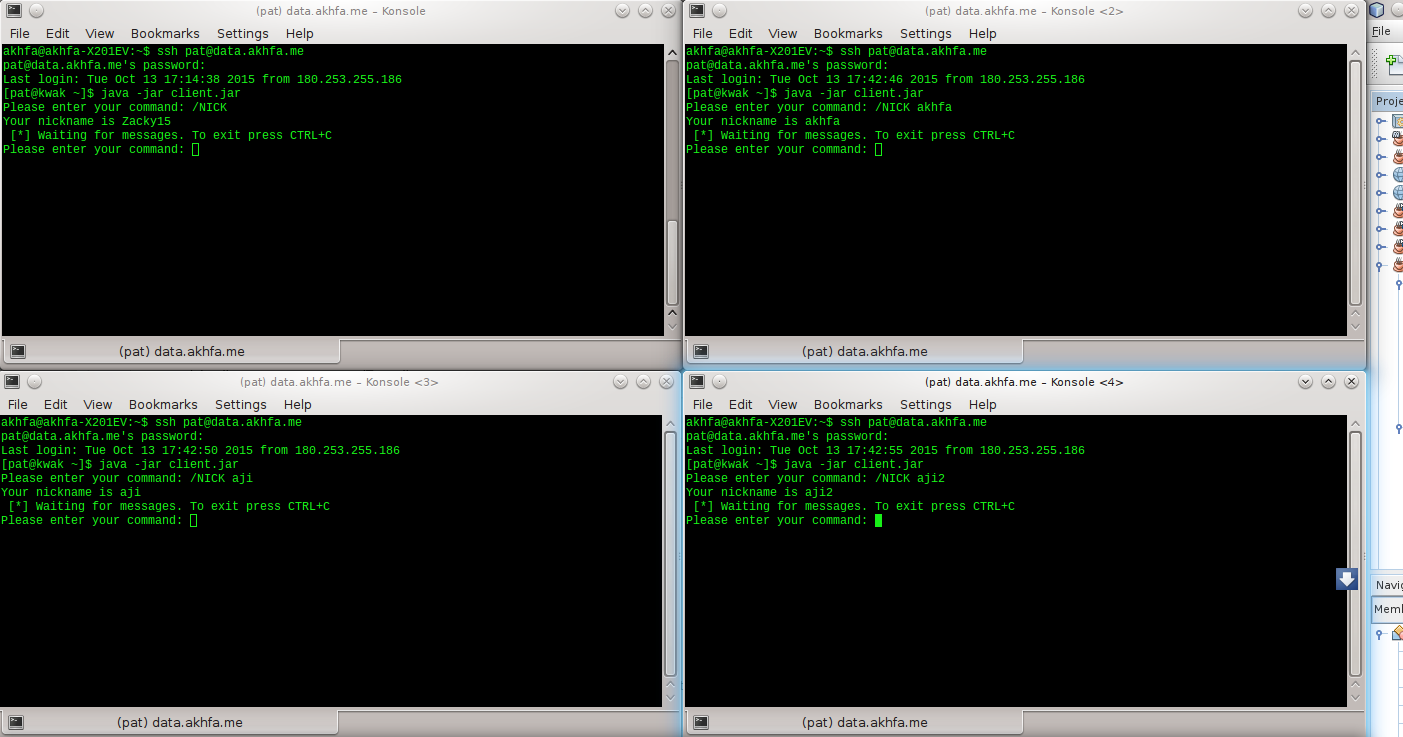 (pat) data.akhfa.me – Konsole
File Edit View Bookmarks Settings Help
akhfa@akhfa-X201EV:~$ ssh pat@data.akhfa.me
pat@data.akhfa.me's password:
Last login: Tue Oct 13 17:14:38 2015 from 180.253.255.186
[pat@kwak ~]$ java -jar client.jar
Please enter your command: /NICK
Your nickname is Zacky15
 [*] Waiting for messages. To exit press CTRL+C
Please enter your command:
(pat) data.akhfa.me
(pat) data.akhfa.me – Konsole <2>
File Edit View Bookmarks Settings Help
akhfa@akhfa-X201EV:~$ ssh pat@data.akhfa.me
pat@data.akhfa.me's password:
Last login: Tue Oct 13 17:42:46 2015 from 180.253.255.186
[pat@kwak ~]$ java -jar client.jar
Please enter your command: /NICK akhfa
Your nickname is akhfa
 [*] Waiting for messages. To exit press CTRL+C
Please enter your command:
(pat) data.akhfa.me
(pat) data.akhfa.me – Konsole <3>
File Edit View Bookmarks Settings Help
akhfa@akhfa-X201EV:~$ ssh pat@data.akhfa.me
pat@data.akhfa.me's password:
Last login: Tue Oct 13 17:42:50 2015 from 180.253.255.186
[pat@kwak ~]$ java -jar client.jar
Please enter your command: /NICK aji
Your nickname is aji
 [*] Waiting for messages. To exit press CTRL+C
Please enter your command:
(pat) data.akhfa.me
(pat) data.akhfa.me – Konsole <4>
File Edit View Bookmarks Settings Help
akhfa@akhfa-X201EV:~$ ssh pat@data.akhfa.me
pat@data.akhfa.me's password:
Last login: Tue Oct 13 17:42:55 2015 from 180.253.255.186
[pat@kwak ~]$ java -jar client.jar
Please enter your command: /NICK aji2
Your nickname is aji2
 [*] Waiting for messages. To exit press CTRL+C
Please enter your command:
(pat) data.akhfa.me
File
Proje
Navig
Memb